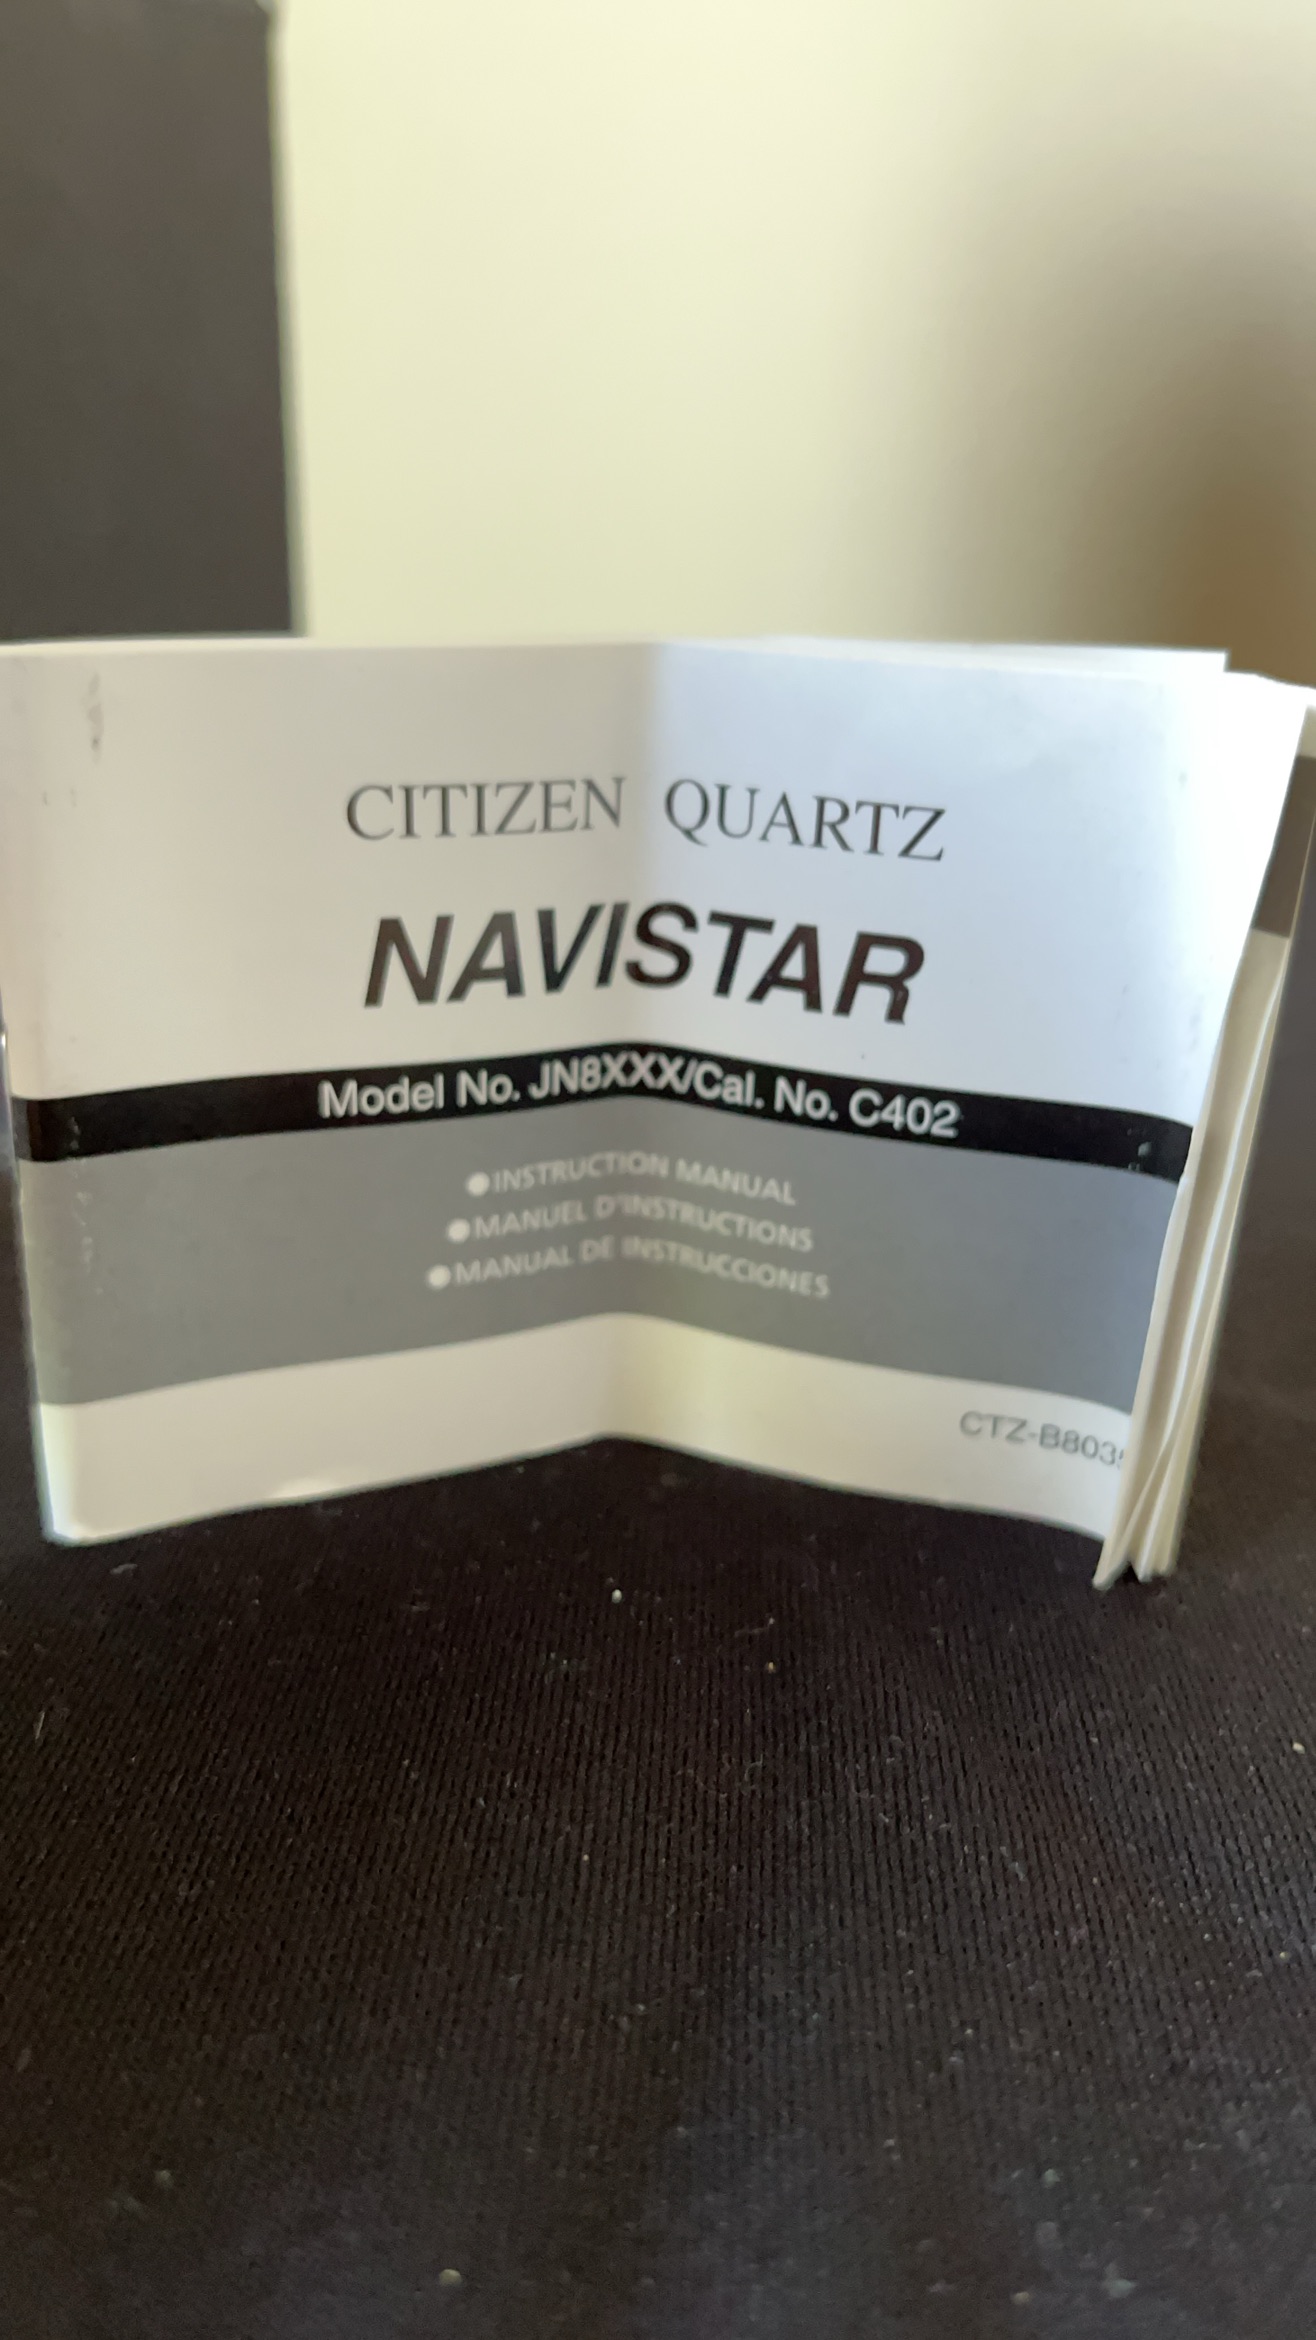 CITIZEN QUARTZ
NAVISTAR
Model No. JN8XXX/Cal. No. C402
●INSTRUCTION MANUAL
●MANUEL D'INSTRUCTIONS
●MANUAL DE INSTRUCCIONES